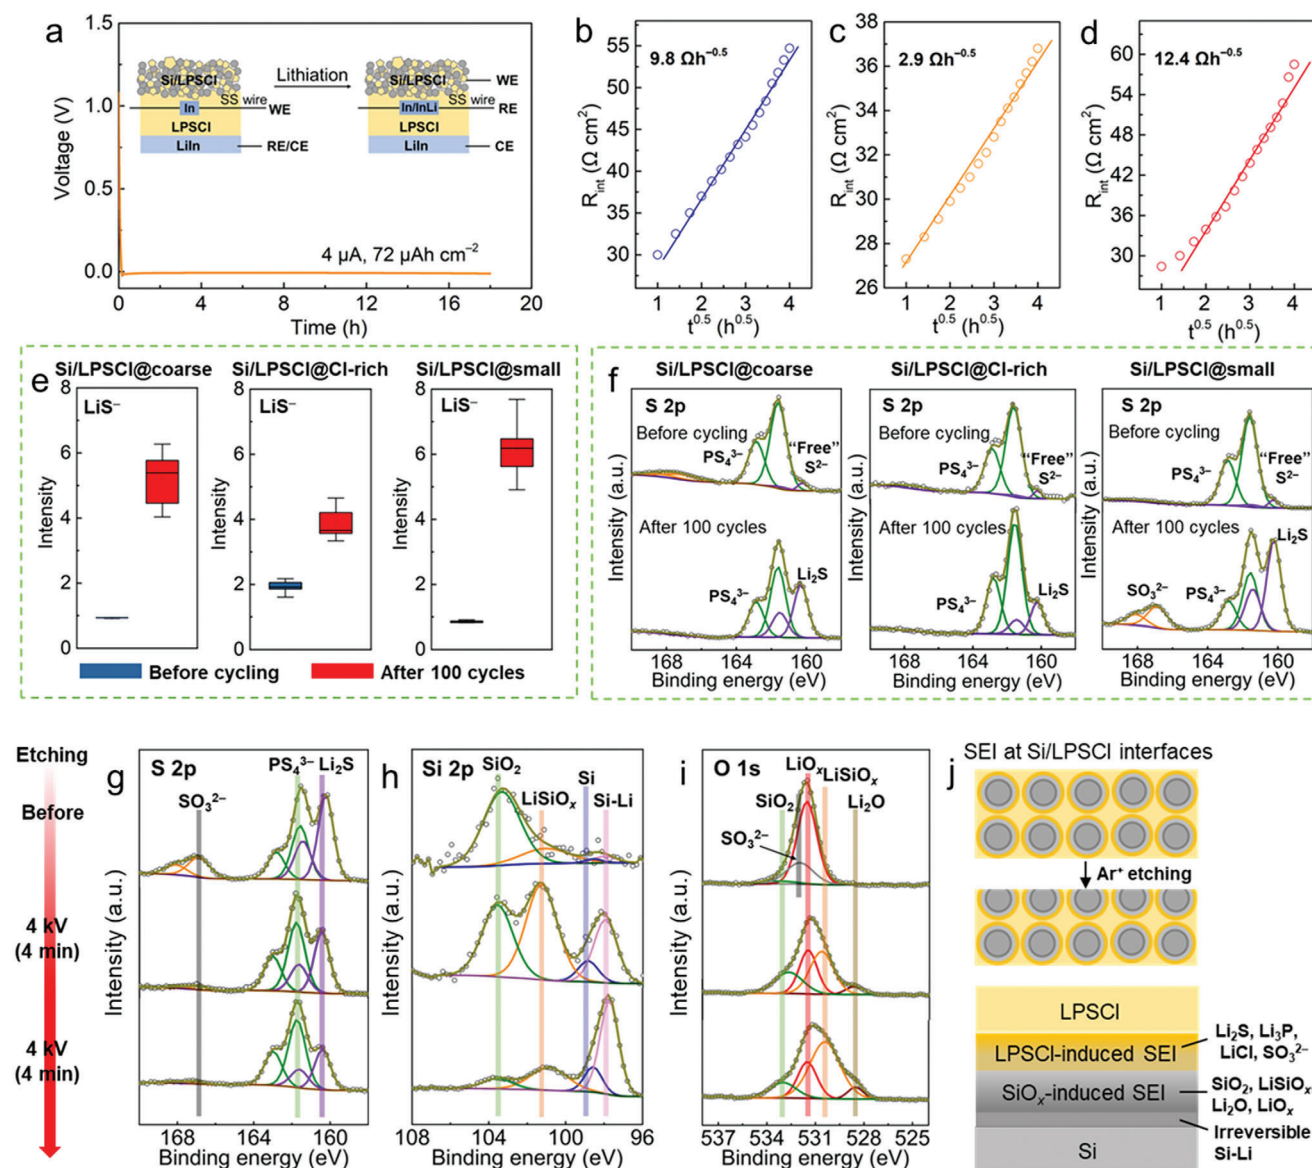 a
1.5
1.0
0.5
0.0
Voltage (V)
Si/LPSCl
In
SS wire
WE
LPSCl
LiIn
RE/CE
Lithiation
Si/LPSCl
WE
SS wire
In/InLi
RE
LPSCl
LiIn
CE
4 µA, 72 µAh cm⁻²
0 4 8 12 16 20
Time (h)
b
9.8 Ωh⁻⁰·⁵
55
50
45
40
35
30
R_int (Ω cm²)
1 2 3 4
t⁰·⁵ (h⁰·⁵)
c
2.9 Ωh⁻⁰·⁵
38
36
34
32
30
28
26
R_int (Ω cm²)
1 2 3 4
t⁰·⁵ (h⁰·⁵)
d
12.4 Ωh⁻⁰·⁵
60
54
48
42
36
30
R_int (Ω cm²)
1 2 3 4
t⁰·⁵ (h⁰·⁵)
e
Si/LPSCl@coarse
LiS⁻
8
6
4
2
0
Intensity
Si/LPSCl@Cl-rich
LiS⁻
8
6
4
2
0
Intensity
Si/LPSCl@small
LiS⁻
8
6
4
2
0
Intensity
Before cycling
After 100 cycles
f
Si/LPSCl@coarse
S 2p
Before cycling
PS₄³⁻
“Free”
S²⁻
After 100 cycles
PS₄³⁻
Li₂S
Intensity (a.u.)
168 164 160
Binding energy (eV)
Si/LPSCl@Cl-rich
S 2p
Before cycling
PS₄³⁻
“Free”
S²⁻
After 100 cycles
PS₄³⁻
Li₂S
Intensity (a.u.)
168 164 160
Binding energy (eV)
Si/LPSCl@small
S 2p
Before cycling
PS₄³⁻
“Free”
S²⁻
After 100 cycles
SO₃²⁻
PS₄³⁻
Li₂S
Intensity (a.u.)
168 164 160
Binding energy (eV)
Etching
Before
4 kV
(4 min)
4 kV
(4 min)
g
S 2p
SO₃²⁻
PS₄³⁻
Li₂S
Intensity (a.u.)
168 164 160
Binding energy (eV)
h
Si 2p
SiO₂
LiSiOₓ
Si
Si-Li
Intensity (a.u.)
108 104 100 96
Binding energy (eV)
i
O 1s
LiOₓ
SiO₂
LiSiOₓ
Li₂O
SO₃²⁻
Intensity (a.u.)
537 534 531 528 524
Binding energy (eV)
j
SEI at Si/LPSCl interfaces
Ar⁺ etching
LPSCl
LPSCl-induced SEI
Li₂S, Li₃P,
LiCl, SO₃²⁻
SiOₓ-induced SEI
SiO₂, LiSiOₓ
Li₂O, LiOₓ
Irreversible
Si-Li
Si